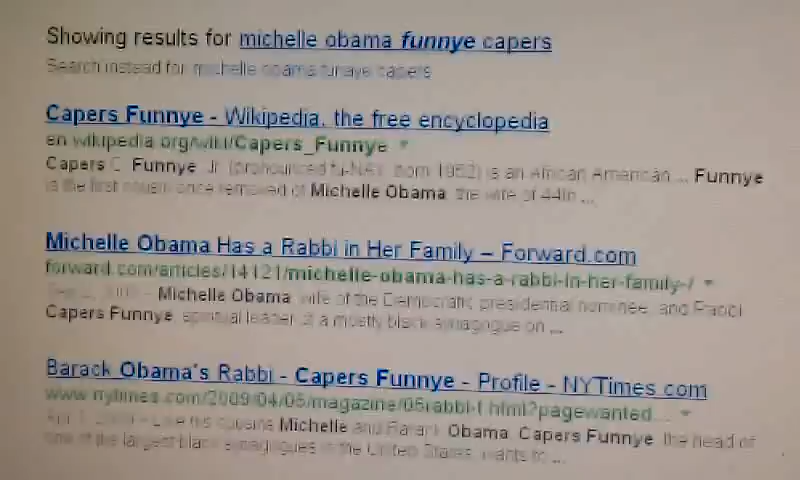 Showing results for michelle obama funnye capers
Search instead for michelle obama funaye capers
Capers Funnye - Wikipedia, the free encyclopedia
en.wikipedia.org/wiki/Capers_Funnye
Capers C. Funnye Jr. (pronounced born 1952) is an African American ... Funnye
is the first cousin once removed of Michelle Obama, the wife of 44th ...
Michelle Obama Has a Rabbi in Her Family – Forward.com
forward.com/articles/14121/michelle-obama-has-a-rabbi-in-her-family-/
Michelle Obama, wife of the Democratic presidential nominee, and Rabbi
Capers Funnye, spiritual leader of a mostly black synagogue on ...
Barack Obama's Rabbi - Capers Funnye - Profile - NYTimes.com
www.nytimes.com/2009/04/05/magazine/05rabbi-t.html?pagewanted...
cousins Michelle and Barack Obama, Capers Funnye, the head of
one of the largest black synagogues in the United States, wants to ...